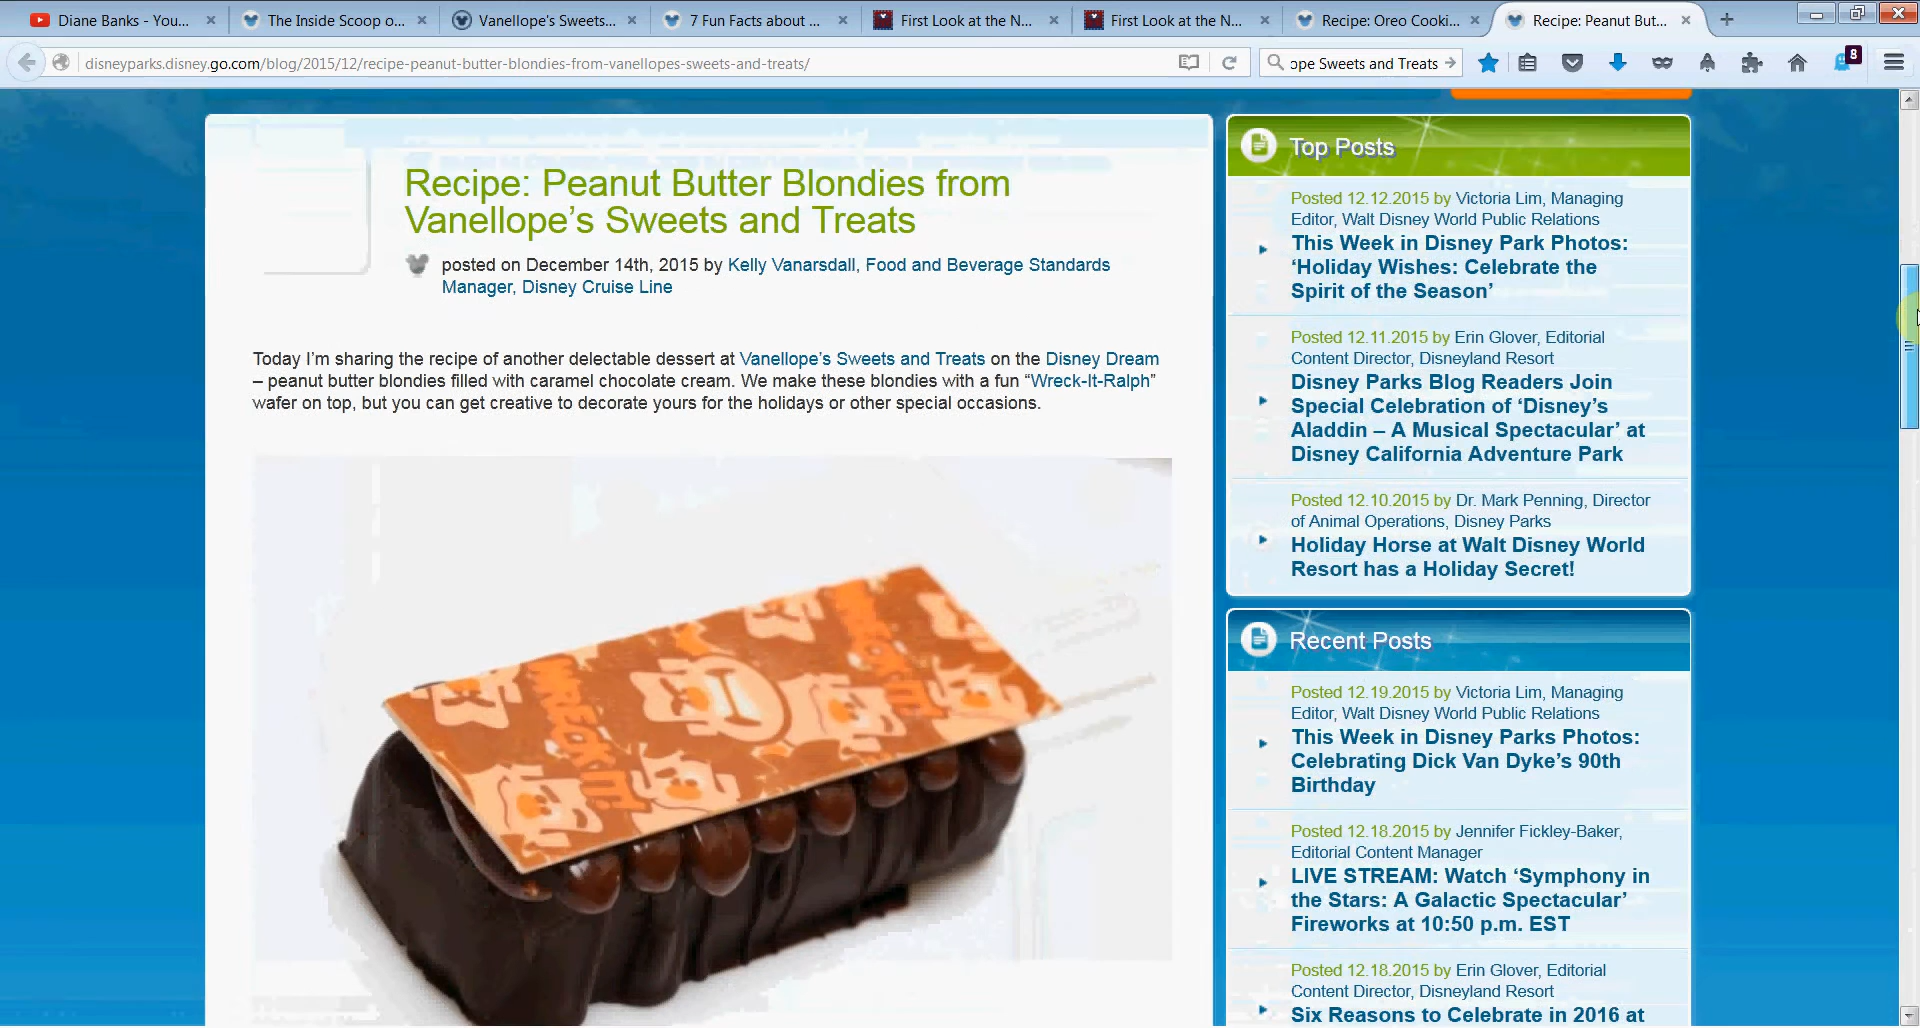 Diane Banks - You...
The Inside Scoop o...
Vanellope's Sweets...
7 Fun Facts about ...
First Look at the N...
First Look at the N...
Recipe: Oreo Cooki...
Recipe: Peanut But...
disneyparks.disney.go.com/blog/2015/12/recipe-peanut-butter-blondies-from-vanellopes-sweets-and-treats/
ope Sweets and Treats
8
Recipe: Peanut Butter Blondies from
Vanellope’s Sweets and Treats
posted on December 14th, 2015 by Kelly Vanarsdall, Food and Beverage Standards
Manager, Disney Cruise Line
Today I’m sharing the recipe of another delectable dessert at Vanellope’s Sweets and Treats on the Disney Dream
– peanut butter blondies filled with caramel chocolate cream. We make these blondies with a fun “Wreck-It-Ralph”
wafer on top, but you can get creative to decorate yours for the holidays or other special occasions.
WRECK IT!
Top Posts
Posted 12.12.2015 by Victoria Lim, Managing
Editor, Walt Disney World Public Relations
This Week in Disney Park Photos:
‘Holiday Wishes: Celebrate the
Spirit of the Season’
Posted 12.11.2015 by Erin Glover, Editorial
Content Director, Disneyland Resort
Disney Parks Blog Readers Join
Special Celebration of ‘Disney’s
Aladdin – A Musical Spectacular’ at
Disney California Adventure Park
Posted 12.10.2015 by Dr. Mark Penning, Director
of Animal Operations, Disney Parks
Holiday Horse at Walt Disney World
Resort has a Holiday Secret!
Recent Posts
Posted 12.19.2015 by Victoria Lim, Managing
Editor, Walt Disney World Public Relations
This Week in Disney Parks Photos:
Celebrating Dick Van Dyke’s 90th
Birthday
Posted 12.18.2015 by Jennifer Fickley-Baker,
Editorial Content Manager
LIVE STREAM: Watch ‘Symphony in
the Stars: A Galactic Spectacular’
Fireworks at 10:50 p.m. EST
Posted 12.18.2015 by Erin Glover, Editorial
Content Director, Disneyland Resort
Six Reasons to Celebrate in 2016 at